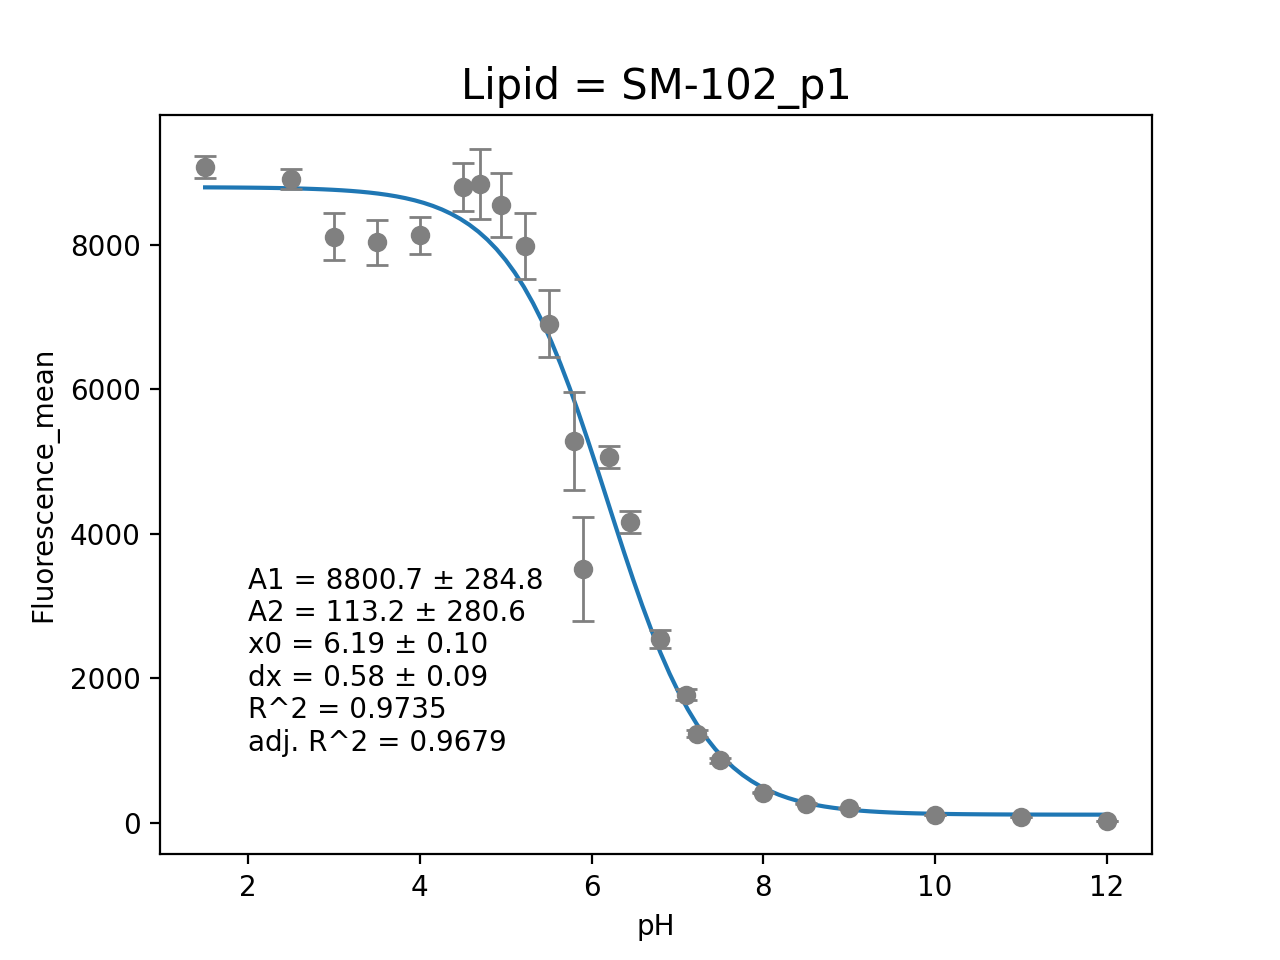 Lipid = SM-102_p1
Fluorescence_mean
8000
6000
4000
2000
0
A1 = 8800.7 ± 284.8
A2 = 113.2 ± 280.6
x0 = 6.19 ± 0.10
dx = 0.58 ± 0.09
R^2 = 0.9735
adj. R^2 = 0.9679
2 4 6 8 10 12
pH